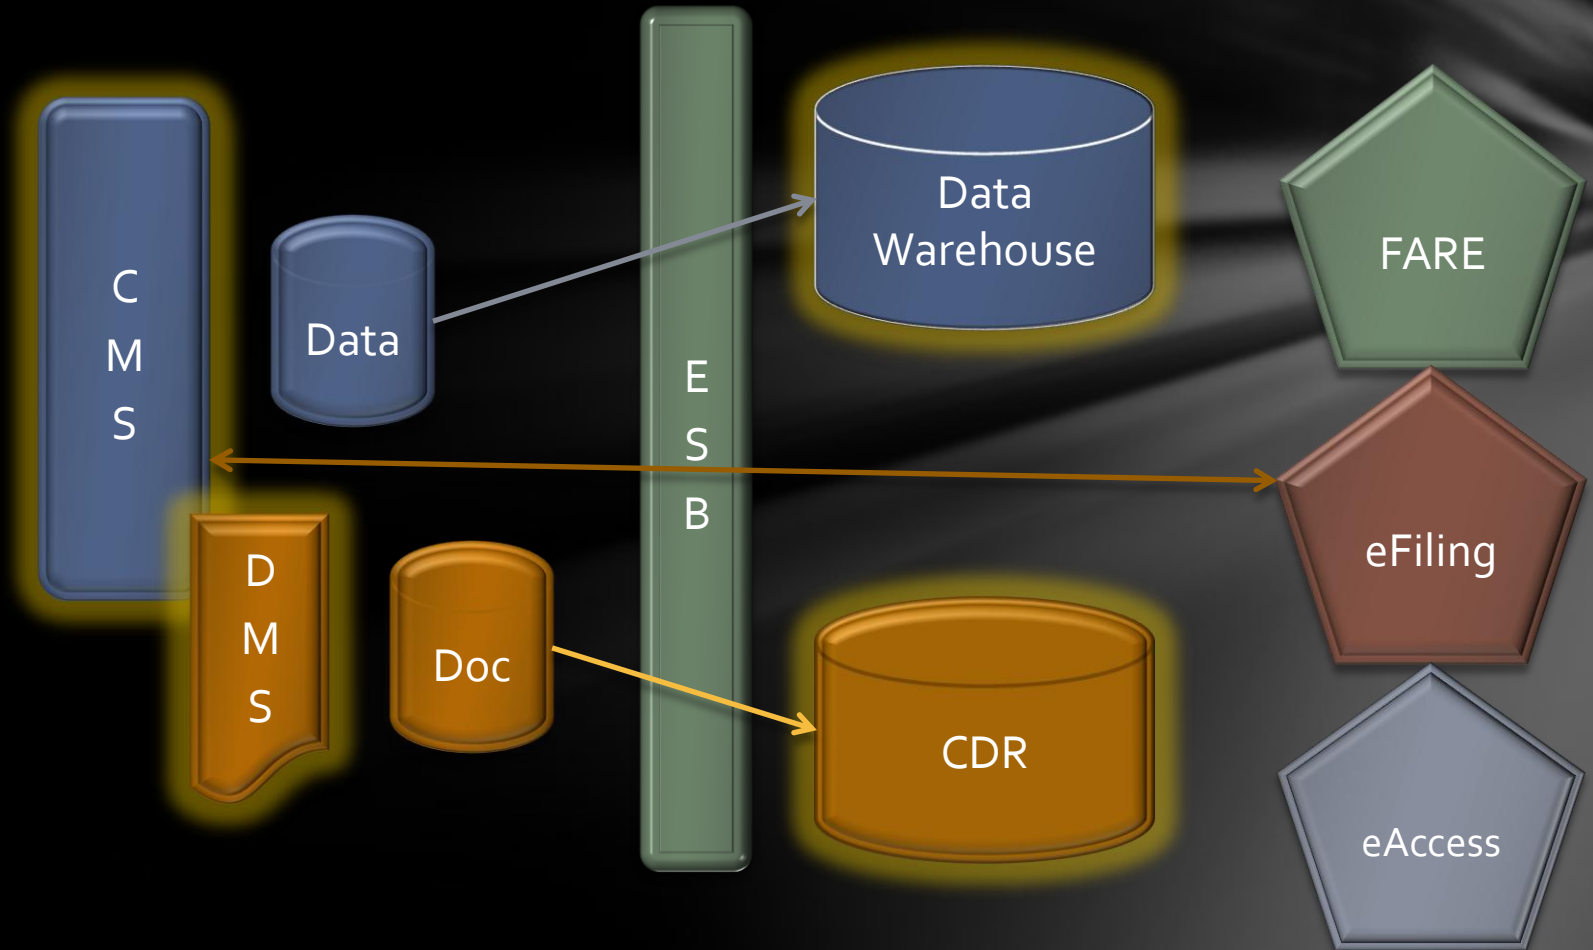 C
M
S
Data
D
M
S
Doc
E
S
B
Data
Warehouse
CDR
FARE
eFiling
eAccess